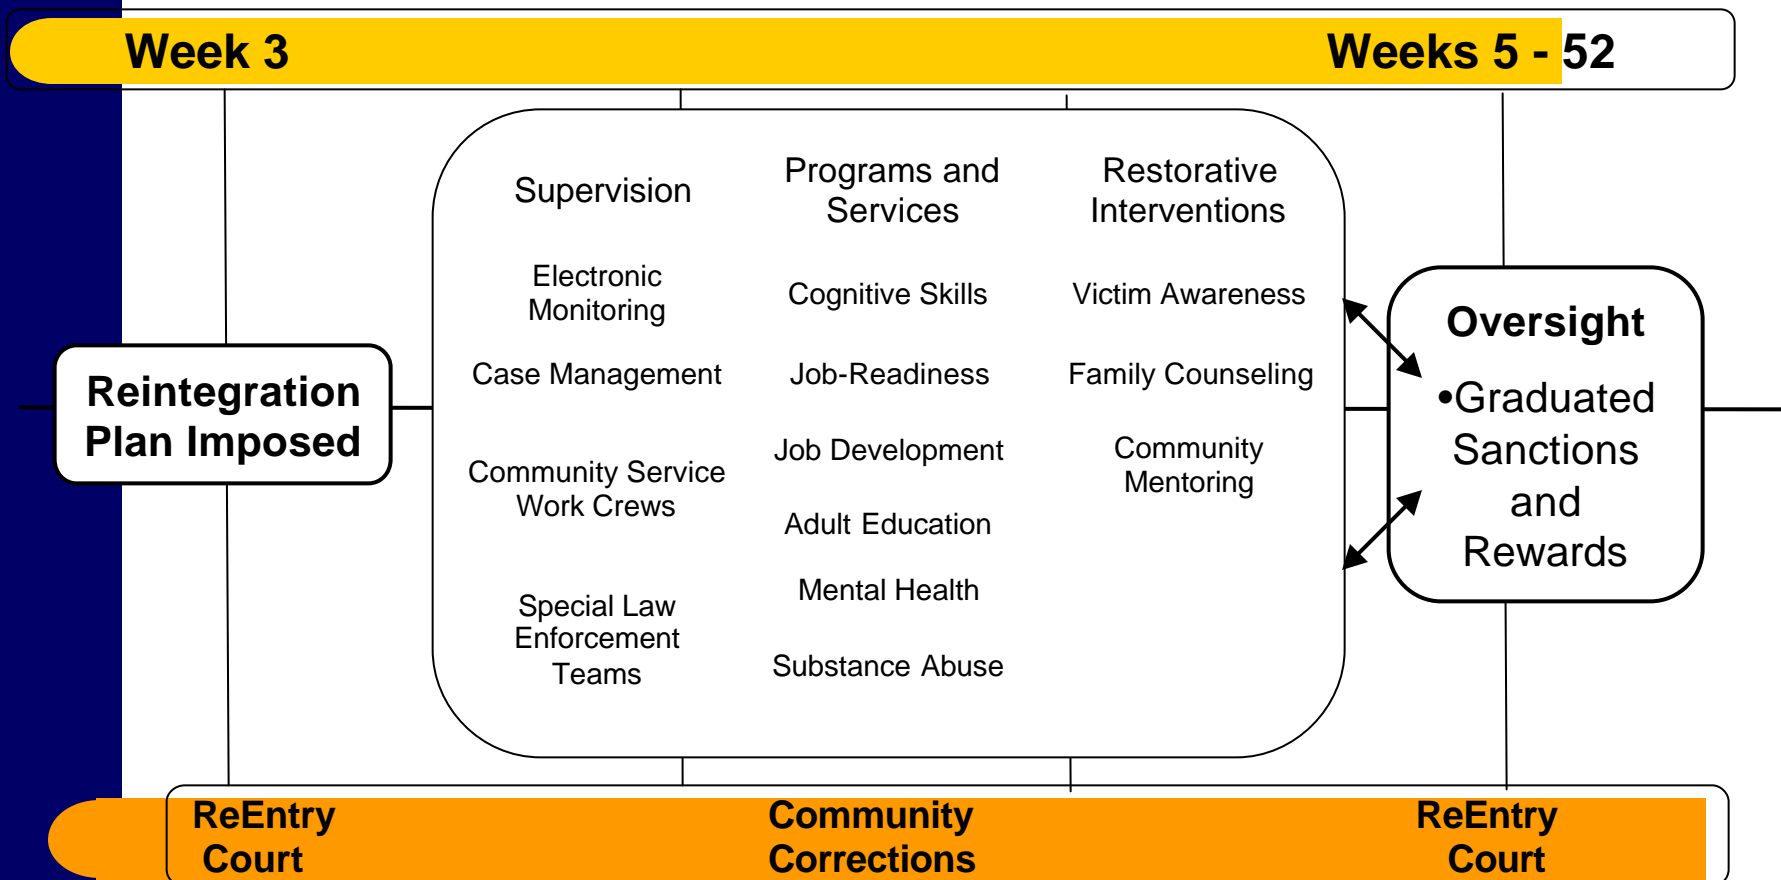 Week 3
Weeks 5 - 52
Supervision
Electronic
Monitoring
Case Management
Community Service
Work Crews
Special Law
Enforcement
Teams
Programs and
Services
Cognitive Skills
Job-Readiness
Job Development
Adult Education
Mental Health
Substance Abuse
Restorative
Interventions
Victim Awareness
Family Counseling
Community
Mentoring
Reintegration
Plan Imposed
Oversight
•Graduated
Sanctions
and
Rewards
ReEntry
Court
Community
Corrections
ReEntry
Court